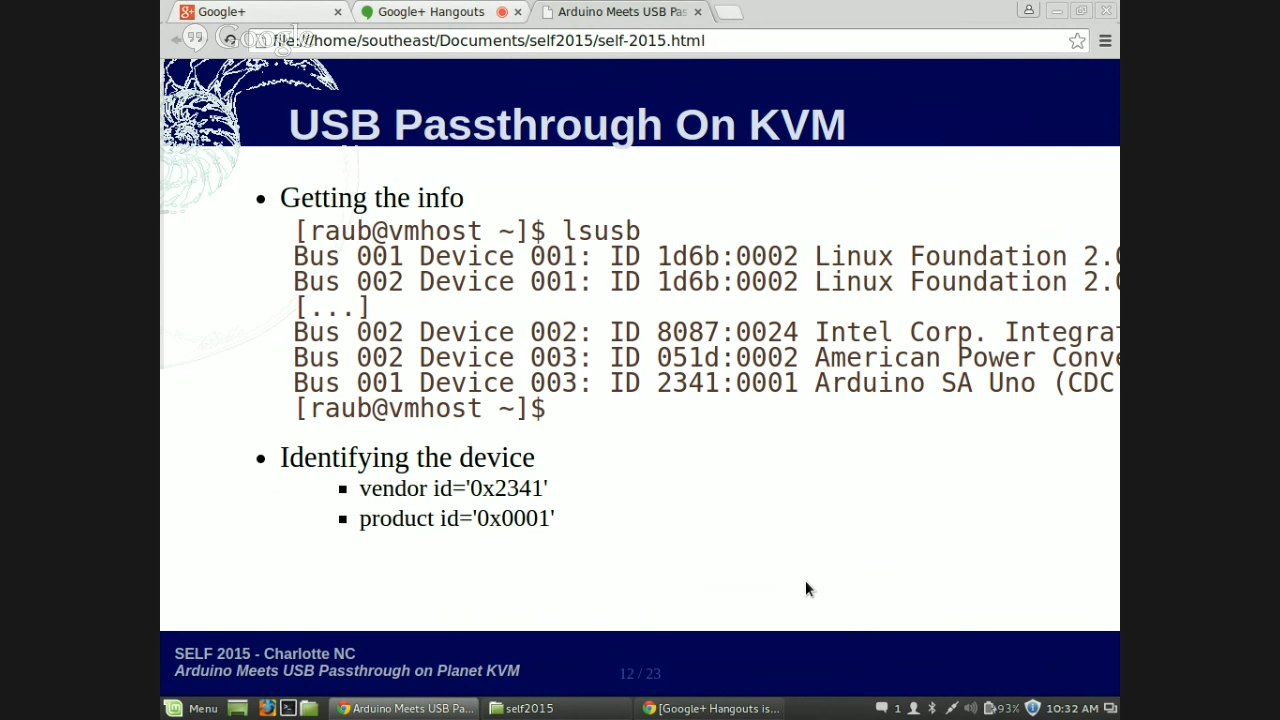 Google+
Google+ Hangouts
Arduino Meets USB Pas
Google
file:///home/southeast/Documents/self2015/self-2015.html
USB Passthrough On KVM
• Getting the info
[raub@vmhost ~]$ lsusb
Bus 001 Device 001: ID 1d6b:0002 Linux Foundation 2.0
Bus 002 Device 001: ID 1d6b:0002 Linux Foundation 2.0
[...]
Bus 002 Device 002: ID 8087:0024 Intel Corp. Integrat
Bus 002 Device 003: ID 051d:0002 American Power Conve
Bus 001 Device 003: ID 2341:0001 Arduino SA Uno (CDC
[raub@vmhost ~]$
• Identifying the device
▪ vendor id='0x2341'
▪ product id='0x0001'
SELF 2015 - Charlotte NC
Arduino Meets USB Passthrough on Planet KVM
12 / 23
Menu
Arduino Meets USB Pa...
self2015
[Google+ Hangouts is...
1
93%
10:32 AM